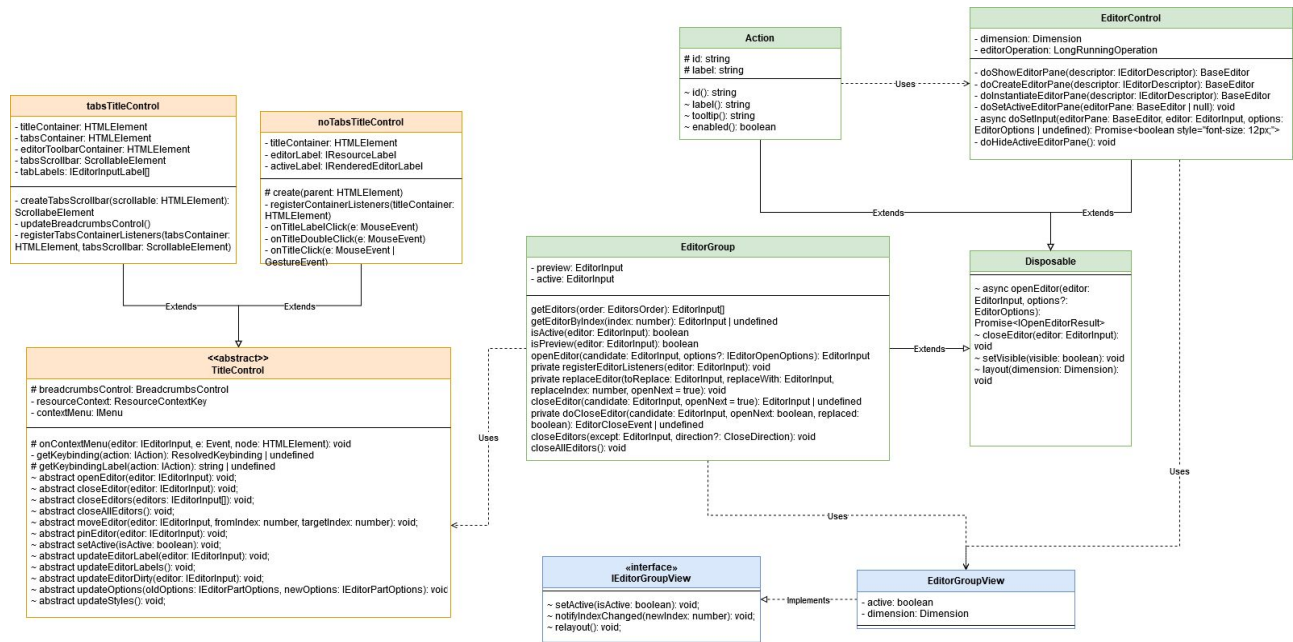 EditorControl
- dimension: Dimension
- editorOperation: LongRunningOperation
- doShowEditorPane(descriptor: IEditorDescriptor): BaseEditor
- doCreateEditorPane(descriptor: IEditorDescriptor): BaseEditor
- doInstantiateEditorPane(descriptor: IEditorDescriptor): BaseEditor
- doSetActiveEditorPane(editorPane: BaseEditor | null): void
- async doSetInput(editorPane: BaseEditor, editor: EditorInput, options:
EditorOptions | undefined): Promise<boolean style="font-size: 12px;">
- doHideActiveEditorPane(): void
Action
# id: string
# label: string
~ id(): string
~ label(): string
~ tooltip(): string
~ enabled(): boolean
Uses
tabsTitleControl
- titleContainer: HTMLElement
- tabsContainer: HTMLElement
- editorToolbarContainer: HTMLElement
- tabsScrollbar: ScrollableElement
- tabLabels: IEditorInputLabel[]
- createTabsScrollbar(scrollable: HTMLElement):
ScrollabeElement
- updateBreadcrumbsControl()
- registerTabsContainerListeners(tabsContainer:
HTMLElement, tabsScrollbar: ScrollableElement)
noTabsTitleControl
- titleContainer: HTMLElement
- editorLabel: IResourceLabel
- activeLabel: IRenderedEditorLabel
# create(parent: HTMLElement)
- registerContainerListeners(titleContainer:
HTMLElement)
- onTitleLabelClick(e: MouseEvent)
- onTitleDoubleClick(e: MouseEvent)
- onTitleClick(e: MouseEvent |
GestureEvent)
Extends
Extends
Extends
Extends
EditorGroup
- preview: EditorInput
- active: EditorInput
getEditors(order: EditorsOrder): EditorInput[]
getEditorByIndex(index: number): EditorInput | undefined
isActive(editor: EditorInput): boolean
isPreview(editor: EditorInput): boolean
openEditor(candidate: EditorInput, options?: IEditorOpenOptions): EditorInput
private registerEditorListeners(editor: EditorInput): void
private replaceEditor(toReplace: EditorInput, replaceWith: EditorInput,
replaceIndex: number, openNext = true): void
closeEditor(candidate: EditorInput, openNext = true): EditorInput | undefined
private doCloseEditor(candidate: EditorInput, openNext: boolean, replaced:
boolean): EditorCloseEvent | undefined
closeEditors(except: EditorInput, direction?: CloseDirection): void
closeAllEditors(): void
Extends
Disposable
~ async openEditor(editor:
EditorInput, options?:
EditorOptions):
Promise<IOpenEditorResult>
~ closeEditor(editor: EditorInput):
void
~ setVisible(visible: boolean): void
~ layout(dimension: Dimension):
void
<<abstract>>
TitleControl
# breadcrumbsControl: BreadcrumbsControl
- resourceContext: ResourceContextKey
- contextMenu: IMenu
# onContextMenu(editor: IEditorInput, e: Event, node: HTMLElement): void
- getKeybinding(action: IAction): ResolvedKeybinding | undefined
# getKeybindingLabel(action: IAction): string | undefined
~ abstract openEditor(editor: IEditorInput): void;
~ abstract closeEditor(editor: IEditorInput): void;
~ abstract closeEditors(editors: IEditorInput[]): void;
~ abstract closeAllEditors(): void;
~ abstract moveEditor(editor: IEditorInput, fromIndex: number, targetIndex: number): void;
~ abstract pinEditor(editor: IEditorInput): void;
~ abstract setActive(isActive: boolean): void;
~ abstract updateEditorLabel(editor: IEditorInput): void;
~ abstract updateEditorLabels(): void;
~ abstract updateEditorDirty(editor: IEditorInput): void;
~ abstract updateOptions(oldOptions: IEditorPartOptions, newOptions: IEditorPartOptions): void
~ abstract updateStyles(): void;
Uses
Uses
Uses
«interface»
IEditorGroupView
~ setActive(isActive: boolean): void;
~ notifyIndexChanged(newIndex: number): void;
~ relayout(): void;
Implements
EditorGroupView
- active: boolean
- dimension: Dimension